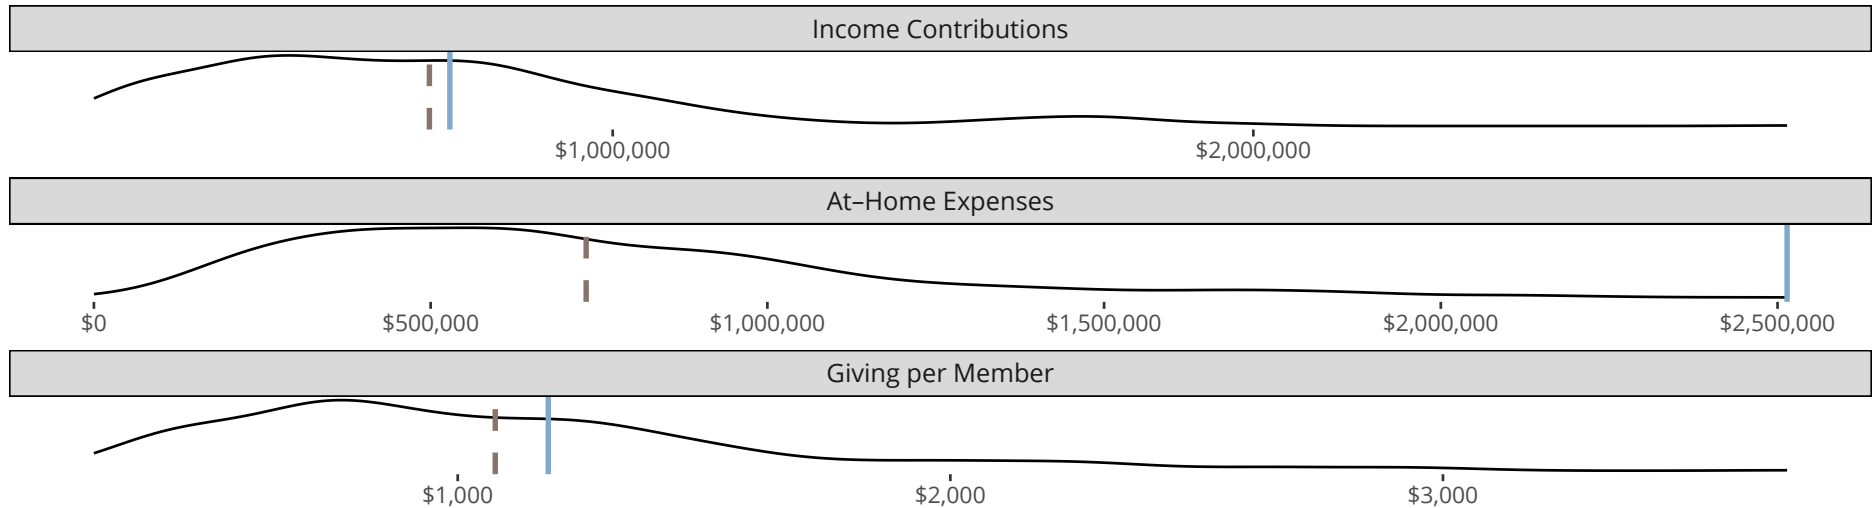 Income Contributions
$1,000,000 $2,000,000
At–Home Expenses
$0 $500,000 $1,000,000 $1,500,000 $2,000,000 $2,500,000
Giving per Member
$1,000 $2,000 $3,000